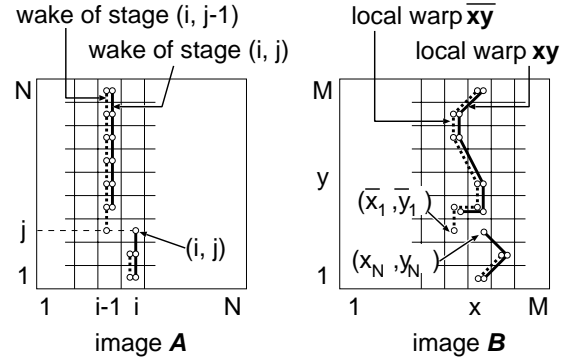 wake of stage (i, j-1)
wake of stage (i, j)
N
j
1
(i, j)
1 i-1 i N
image A
local warp xy
local warp xy
M
y
1
(x1 ,y1 )
(xN ,yN )
1 x M
image B